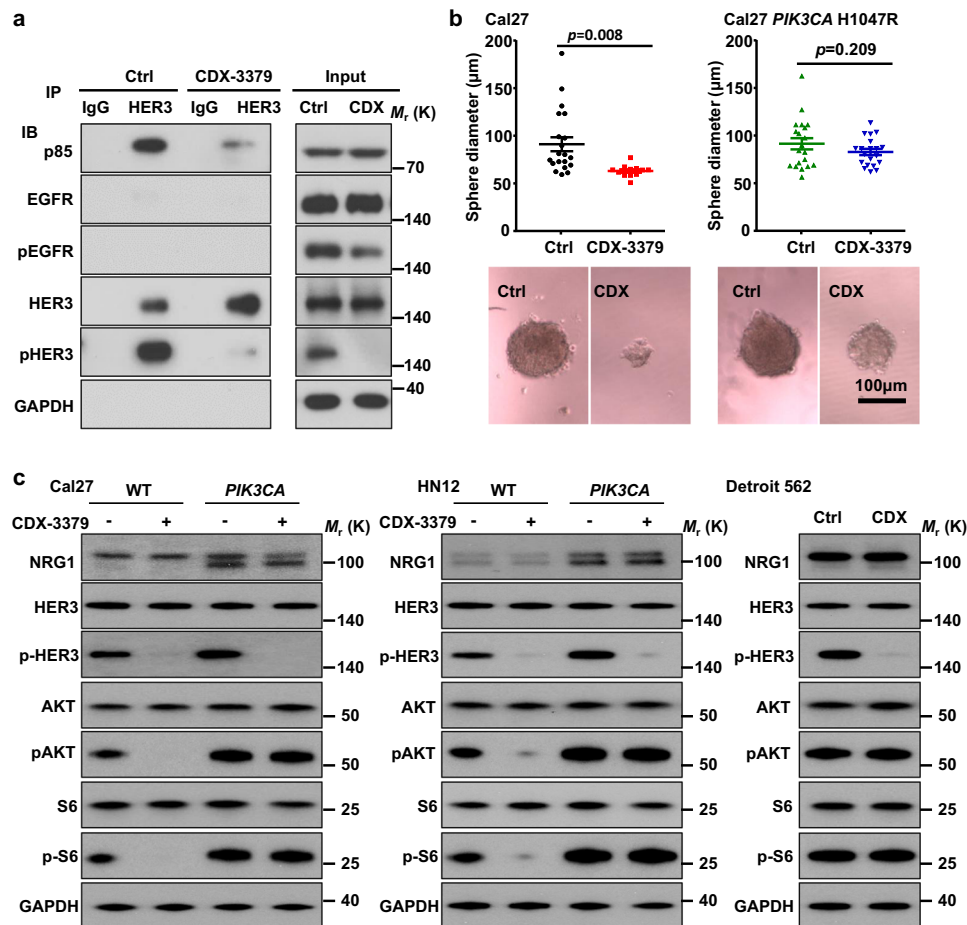 a
Ctrl CDX-3379 Input
IP
IgG HER3 IgG HER3 Ctrl CDX Mr (K)
IB
p85
70
EGFR
140
pEGFR
140
HER3
pHER3
140
40
GAPDH
b
Cal27
p=0.008
Sphere diameter (µm)
200
150
100
50
0
Ctrl CDX-3379
Cal27 PIK3CA H1047R
p=0.209
Sphere diameter (µm)
200
150
100
50
0
Ctrl CDX-3379
Ctrl CDX
Ctrl CDX
100µm
c
Cal27 WT PIK3CA
CDX-3379 - + - + Mr (K)
NRG1 100
HER3
140
p-HER3
140
AKT
50
pAKT
50
S6
25
p-S6
25
GAPDH 40
HN12 WT PIK3CA
CDX-3379 - + - + Mr (K)
NRG1 100
HER3
140
p-HER3
140
AKT
50
pAKT
50
S6
25
p-S6
25
GAPDH 40
Detroit 562
Ctrl CDX Mr (K)
NRG1 100
HER3
140
p-HER3
140
AKT
50
pAKT
50
S6
25
p-S6
25
GAPDH 40